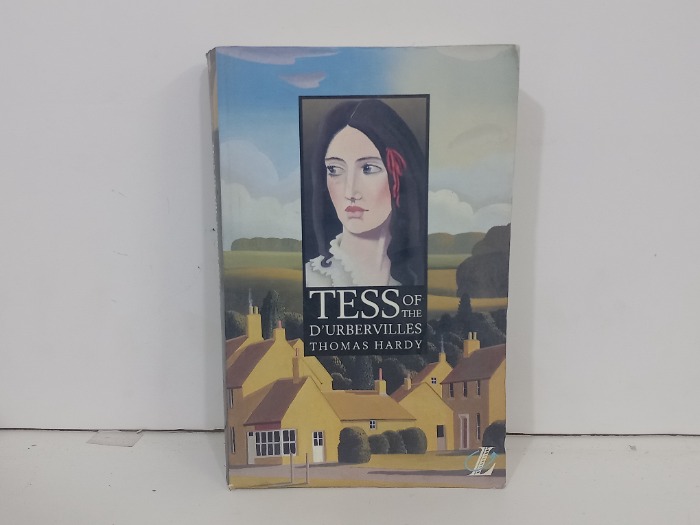 TESS OF THE
D'URBERVILLES
THOMAS HARDY